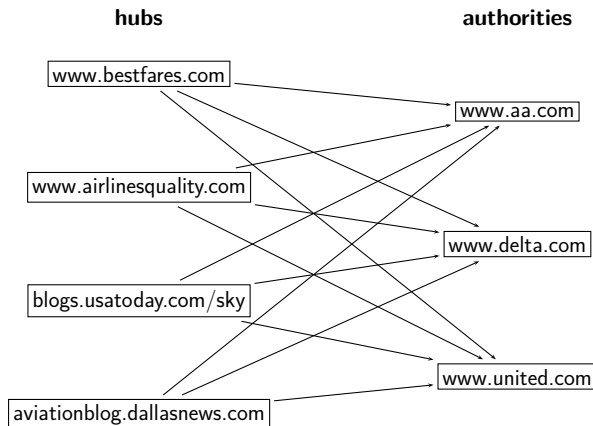 hubs
authorities
www.bestfares.com
www.aa.com
www.airlinesquality.com
www.delta.com
blogs.usatoday.com/sky
www.united.com
aviationblog.dallasnews.com